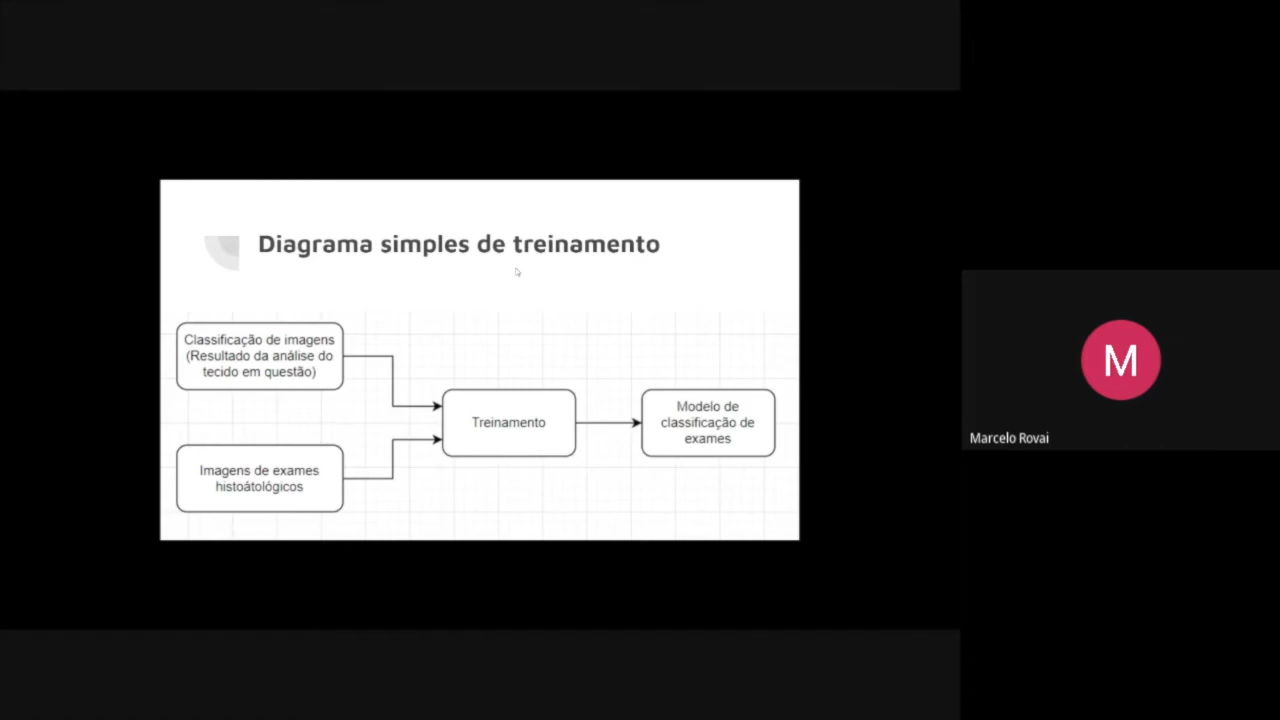 Diagrama simples de treinamento
Classificação de imagens
(Resultado da análise do
tecido em questão)
Imagens de exames
histoátológicos
Treinamento
Modelo de
classificação de
exames
M
Marcelo Rovai